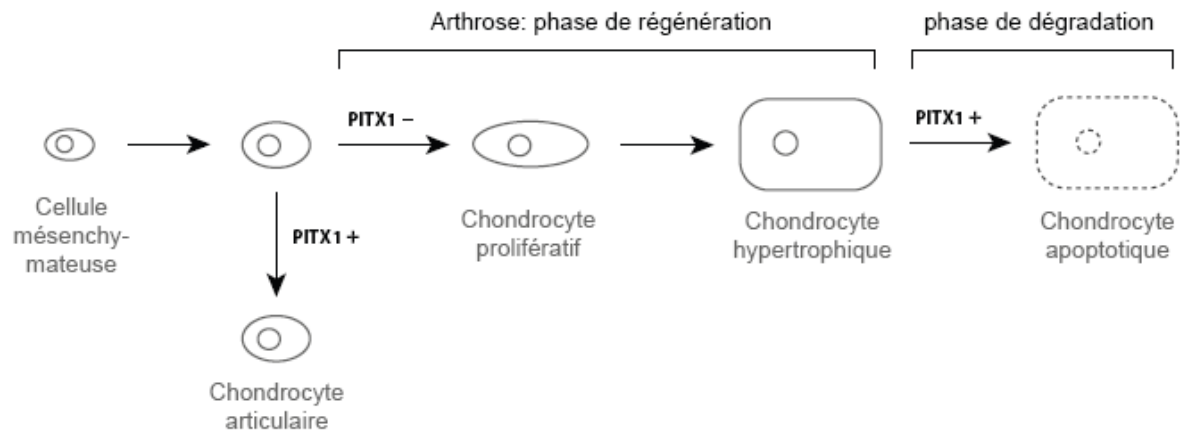 Arthrose: phase de régénération
phase de dégradation
PITX1 –
PITX1 +
Cellule
mésenchy-
mateuse
PITX1 +
Chondrocyte
prolifératif
Chondrocyte
hypertrophique
Chondrocyte
apoptotique
Chondrocyte
articulaire